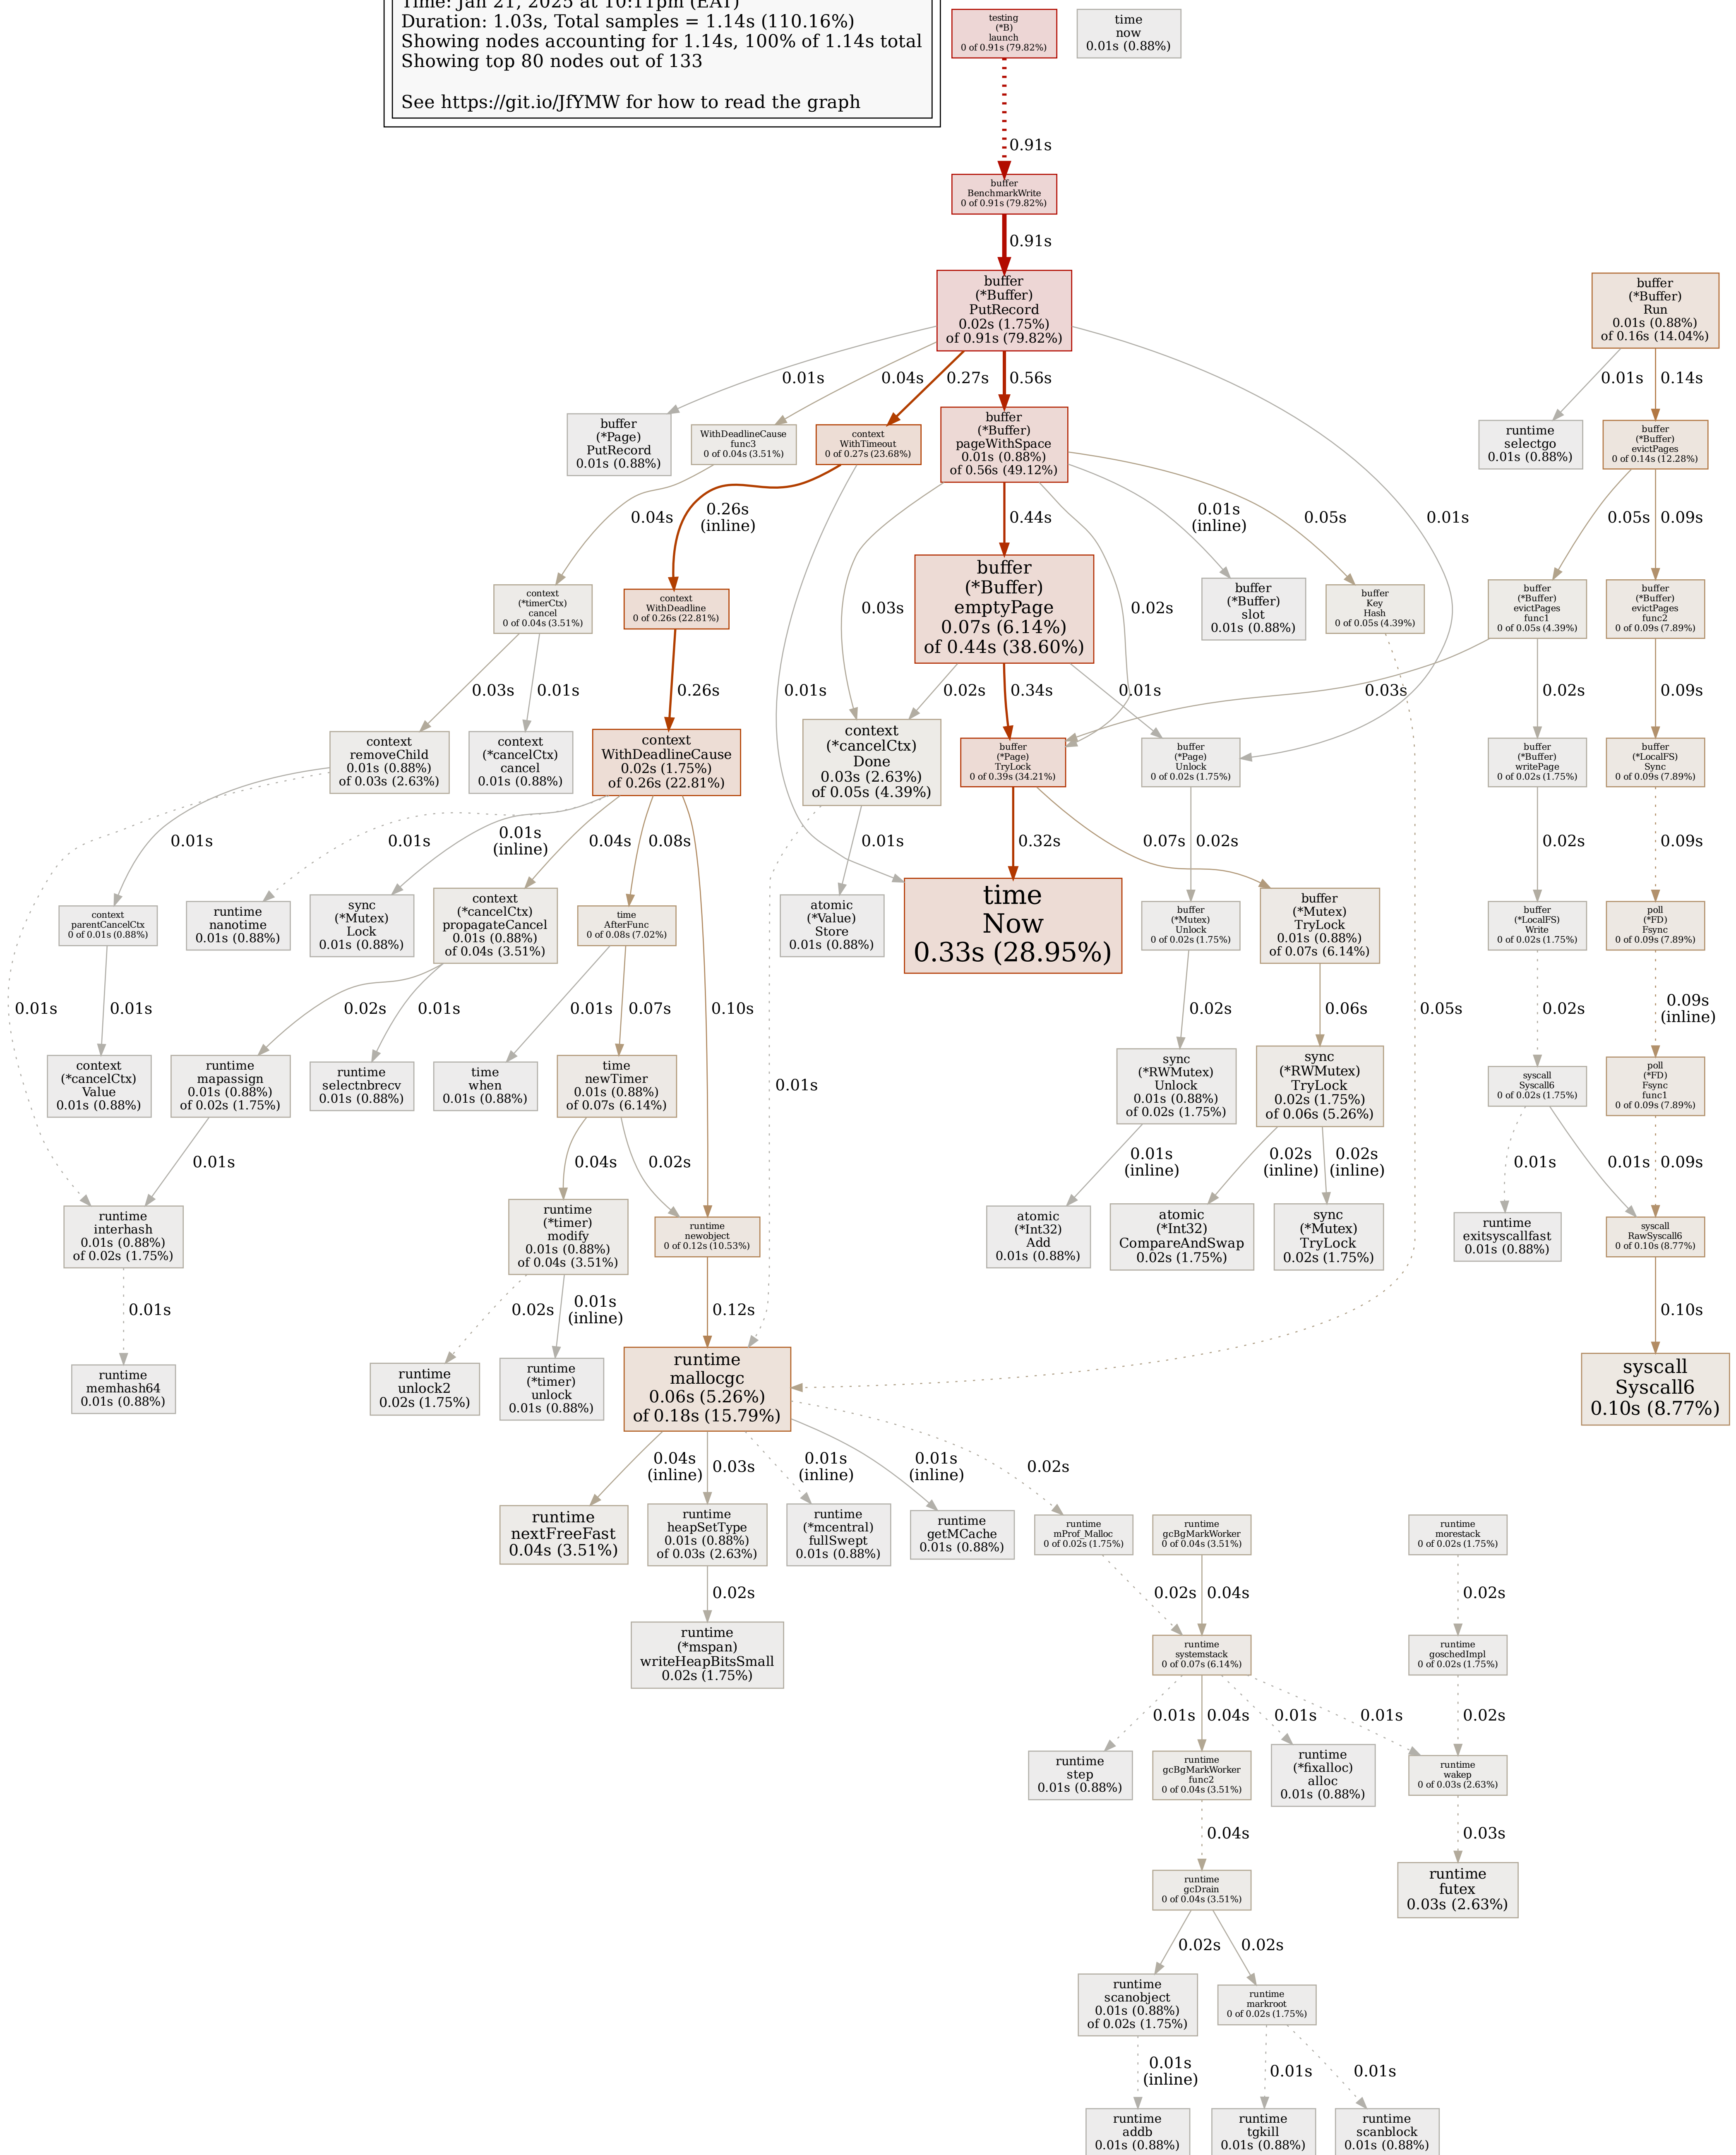 Time: Jan 21, 2025 at 10:11pm (EAT)
Duration: 1.03s, Total samples = 1.14s (110.16%)
Showing nodes accounting for 1.14s, 100% of 1.14s total
Showing top 80 nodes out of 133
See https://git.io/JfYMW for how to read the graph
testing
(*B)
launch
0 of 0.91s (79.82%)
time
now
0.01s (0.88%)
0.91s
buffer
BenchmarkWrite
0 of 0.91s (79.82%)
0.91s
buffer
(*Buffer)
PutRecord
0.02s (1.75%)
of 0.91s (79.82%)
buffer
(*Buffer)
Run
0.01s (0.88%)
of 0.16s (14.04%)
0.01s
0.04s
0.27s
0.56s
0.01s
0.14s
buffer
(*Page)
PutRecord
0.01s (0.88%)
WithDeadlineCause
func3
0 of 0.04s (3.51%)
context
WithTimeout
0 of 0.27s (23.68%)
buffer
(*Buffer)
pageWithSpace
0.01s (0.88%)
of 0.56s (49.12%)
runtime
selectgo
0.01s (0.88%)
buffer
(*Buffer)
evictPages
0 of 0.14s (12.28%)
0.04s
0.26s
(inline)
0.44s
0.01s
(inline)
0.05s
0.01s
0.05s
0.09s
context
(*timerCtx)
cancel
0 of 0.04s (3.51%)
context
WithDeadline
0 of 0.26s (22.81%)
0.03s
buffer
(*Buffer)
emptyPage
0.07s (6.14%)
of 0.44s (38.60%)
0.02s
buffer
(*Buffer)
slot
0.01s (0.88%)
buffer
Key
Hash
0 of 0.05s (4.39%)
buffer
(*Buffer)
evictPages
func1
0 of 0.05s (4.39%)
buffer
(*Buffer)
evictPages
func2
0 of 0.09s (7.89%)
0.03s
0.01s
0.26s
0.01s
0.02s
0.34s
0.01s
0.03s
0.02s
0.09s
context
removeChild
0.01s (0.88%)
of 0.03s (2.63%)
context
(*cancelCtx)
cancel
0.01s (0.88%)
context
WithDeadlineCause
0.02s (1.75%)
of 0.26s (22.81%)
context
(*cancelCtx)
Done
0.03s (2.63%)
of 0.05s (4.39%)
buffer
(*Page)
TryLock
0 of 0.39s (34.21%)
buffer
(*Page)
Unlock
0 of 0.02s (1.75%)
buffer
(*Buffer)
writePage
0 of 0.02s (1.75%)
buffer
(*LocalFS)
Sync
0 of 0.09s (7.89%)
0.01s
0.01s
0.01s
(inline)
0.04s
0.08s
0.01s
0.32s
0.07s
0.02s
0.02s
0.09s
context
parentCancelCtx
0 of 0.01s (0.88%)
runtime
nanotime
0.01s (0.88%)
sync
(*Mutex)
Lock
0.01s (0.88%)
context
(*cancelCtx)
propagateCancel
0.01s (0.88%)
of 0.04s (3.51%)
time
AfterFunc
0 of 0.08s (7.02%)
atomic
(*Value)
Store
0.01s (0.88%)
time
Now
0.33s (28.95%)
buffer
(*Mutex)
Unlock
0 of 0.02s (1.75%)
buffer
(*Mutex)
TryLock
0.01s (0.88%)
of 0.07s (6.14%)
buffer
(*LocalFS)
Write
0 of 0.02s (1.75%)
poll
(*FD)
Fsync
0 of 0.09s (7.89%)
0.01s
0.01s
0.02s
0.01s
0.01s
0.07s
0.10s
0.02s
0.06s
0.05s
0.02s
0.09s
(inline)
context
(*cancelCtx)
Value
0.01s (0.88%)
runtime
mapassign
0.01s (0.88%)
of 0.02s (1.75%)
runtime
selectnbrecv
0.01s (0.88%)
time
when
0.01s (0.88%)
time
newTimer
0.01s (0.88%)
of 0.07s (6.14%)
0.01s
sync
(*RWMutex)
Unlock
0.01s (0.88%)
of 0.02s (1.75%)
sync
(*RWMutex)
TryLock
0.02s (1.75%)
of 0.06s (5.26%)
syscall
Syscall6
0 of 0.02s (1.75%)
poll
(*FD)
Fsync
func1
0 of 0.09s (7.89%)
0.01s
0.04s
0.02s
0.01s
(inline)
0.02s
(inline)
0.02s
(inline)
0.01s
0.01s
0.09s
runtime
interhash
0.01s (0.88%)
of 0.02s (1.75%)
runtime
(*timer)
modify
0.01s (0.88%)
of 0.04s (3.51%)
runtime
newobject
0 of 0.12s (10.53%)
atomic
(*Int32)
Add
0.01s (0.88%)
atomic
(*Int32)
CompareAndSwap
0.02s (1.75%)
sync
(*Mutex)
TryLock
0.02s (1.75%)
runtime
exitsyscallfast
0.01s (0.88%)
syscall
RawSyscall6
0 of 0.10s (8.77%)
0.01s
0.02s
0.01s
(inline)
0.12s
0.10s
runtime
memhash64
0.01s (0.88%)
runtime
unlock2
0.02s (1.75%)
runtime
(*timer)
unlock
0.01s (0.88%)
runtime
mallocgc
0.06s (5.26%)
of 0.18s (15.79%)
syscall
Syscall6
0.10s (8.77%)
0.04s
(inline)
0.03s
0.01s
(inline)
0.01s
(inline)
0.02s
runtime
nextFreeFast
0.04s (3.51%)
runtime
heapSetType
0.01s (0.88%)
of 0.03s (2.63%)
runtime
(*mcentral)
fullSwept
0.01s (0.88%)
runtime
getMCache
0.01s (0.88%)
runtime
mProf_Malloc
0 of 0.02s (1.75%)
runtime
gcBgMarkWorker
0 of 0.04s (3.51%)
runtime
morestack
0 of 0.02s (1.75%)
0.02s
0.02s
0.04s
0.02s
runtime
(*mspan)
writeHeapBitsSmall
0.02s (1.75%)
runtime
systemstack
0 of 0.07s (6.14%)
runtime
goschedImpl
0 of 0.02s (1.75%)
0.01s
0.04s
0.01s
0.01s
0.02s
runtime
step
0.01s (0.88%)
runtime
gcBgMarkWorker
func2
0 of 0.04s (3.51%)
runtime
(*fixalloc)
alloc
0.01s (0.88%)
runtime
wakep
0 of 0.03s (2.63%)
0.04s
0.03s
runtime
gcDrain
0 of 0.04s (3.51%)
runtime
futex
0.03s (2.63%)
0.02s
0.02s
runtime
scanobject
0.01s (0.88%)
of 0.02s (1.75%)
runtime
markroot
0 of 0.02s (1.75%)
0.01s
(inline)
0.01s
0.01s
runtime
addb
0.01s (0.88%)
runtime
tgkill
0.01s (0.88%)
runtime
scanblock
0.01s (0.88%)